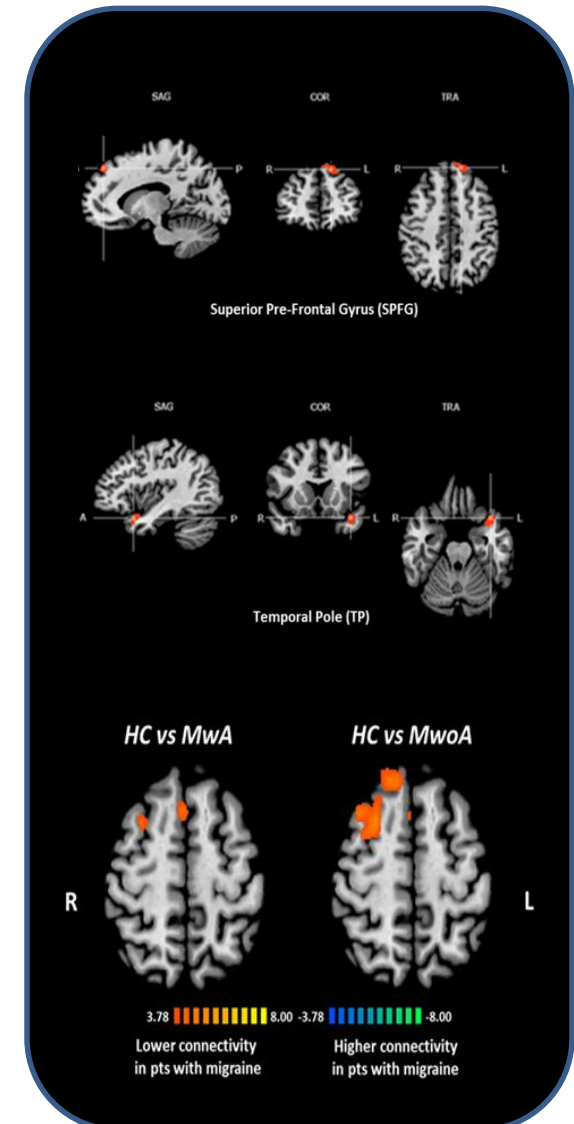 SAG COR TRA
P R L R L
Superior Pre-Frontal Gyrus (SPFG)
SAG COR TRA
A P R L R L
Temporal Pole (TP)
HC vs MwA HC vs MwoA
R L
3.78 8.00 -3.78 -8.00
Lower connectivity Higher connectivity
in pts with migraine in pts with migraine